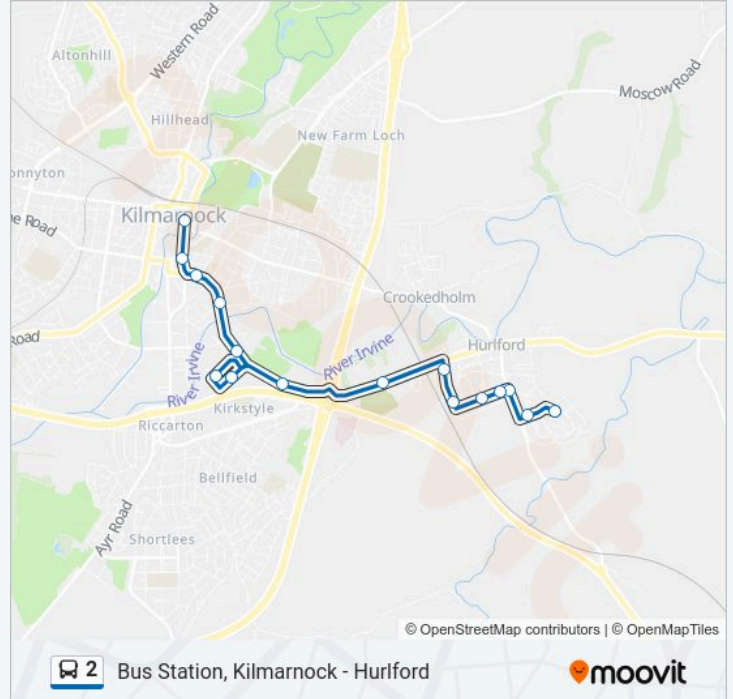 Altonhill
Western Road
Moscow Road
Hillhead
New Farm Loch
onnyton
Kilmarnock
e Road
Crookedholm
Road
River Irvine
River Irvine
Hurlford
Kirkstyle
Riccarton
Bellfield
Ayr Road
Shortlees
© OpenStreetMap contributors | © OpenMapTiles
2 Bus Station, Kilmarnock - Hurlford
moovit